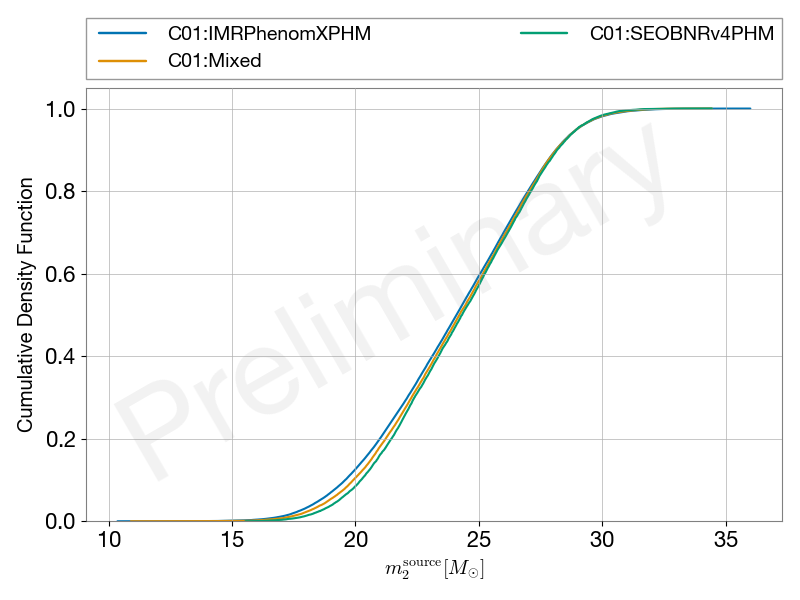 C01:IMRPhenomXPHM
C01:Mixed
C01:SEOBNRv4PHM
Preliminary
Cumulative Density Function
1.0
0.8
0.6
0.4
0.2
0.0
10 15 20 25 30 35
m₂^source [M⊙]